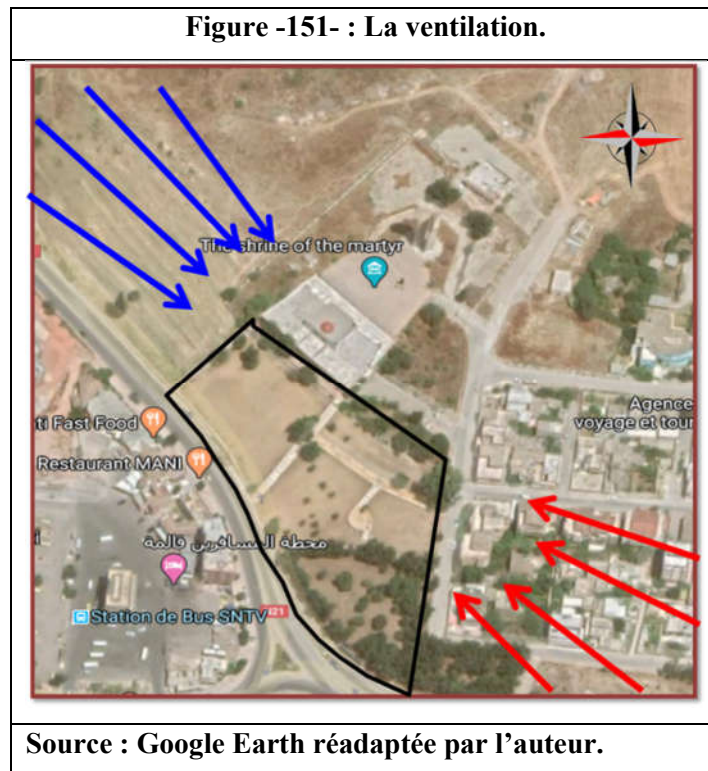 Figure -151- : La ventilation.
The shrine of the martyr
Agence
voyage et tour
ti Fast Food
Restaurant MANI
محطة المسافرين قالمة
Station de Bus SNTV
N21
Source : Google Earth réadaptée par l’auteur.